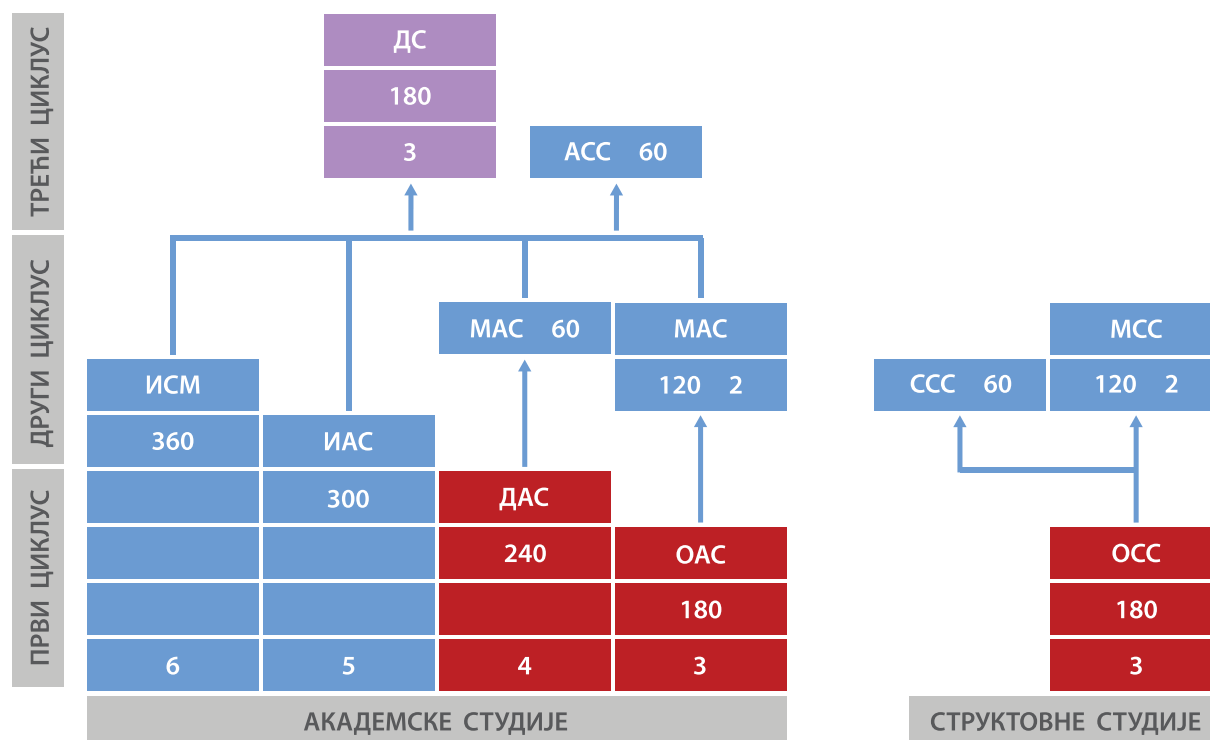 ТРЕЋИ ЦИКЛУС
ДС
180
3
АСС 60
ДРУГИ ЦИКЛУС
МАС 60
МАС
120 2
ИСМ
360
ИАС
300
МСС
ССС 60
120 2
ПРВИ ЦИКЛУС
ДАС
240
ОАС
180
6
5
4
3
ОСС
180
3
АКАДЕМСКЕ СТУДИЈЕ
СТРУКТОВНЕ СТУДИЈЕ